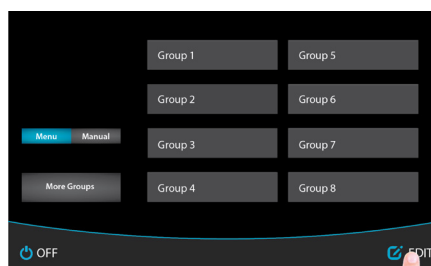 Group 1
Group 5
Group 2
Group 6
Menu
Manual
Group 3
Group 7
More Groups
Group 4
Group 8
OFF
EDIT